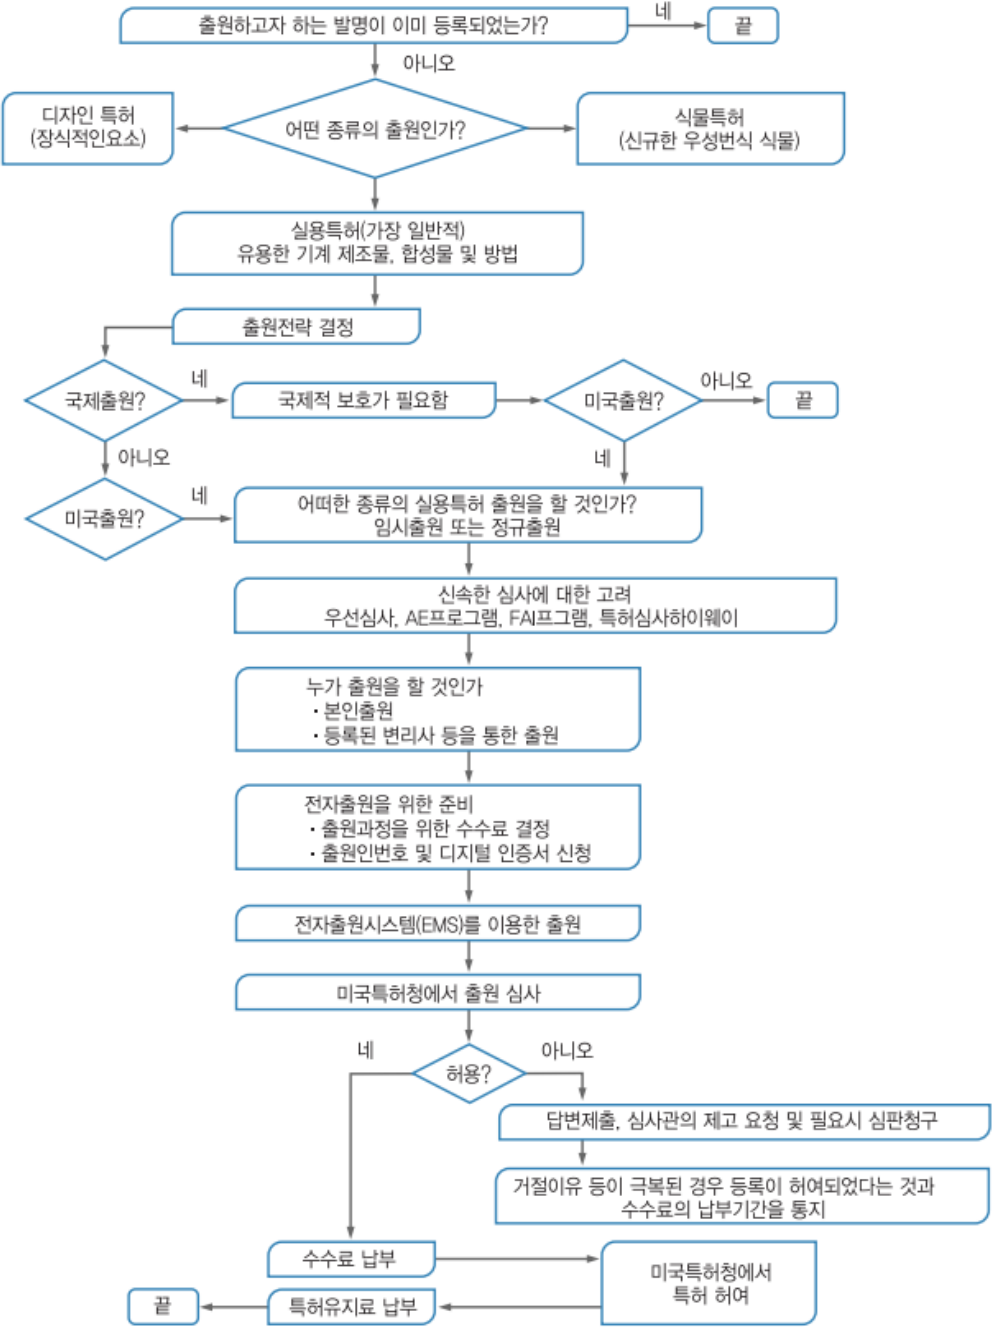 출원하고자 하는 발명이 이미 등록되었는가?
네
끝
아니오
디자인 특허
(장식적인요소)
어떤 종류의 출원인가?
식물특허
(신규한 우성번식 식물)
실용특허(가장 일반적)
유용한 기계 제조물, 합성물 및 방법
출원전략 결정
국제출원?
네
국제적 보호가 필요함
미국출원?
아니오
끝
아니오
네
미국출원?
네
어떠한 종류의 실용특허 출원을 할 것인가?
임시출원 또는 정규출원
신속한 심사에 대한 고려
우선심사, AE프로그램, FAI프그램, 특허심사하이웨이
누가 출원을 할 것인가
· 본인출원
· 등록된 변리사 등을 통한 출원
전자출원을 위한 준비
· 출원과정을 위한 수수료 결정
· 출원인번호 및 디지털 인증서 신청
전자출원시스템(EMS)를 이용한 출원
미국특허청에서 출원 심사
네
허용?
아니오
답변제출, 심사관의 제고 요청 및 필요시 심판청구
거절이유 등이 극복된 경우 등록이 허여되었다는 것과
수수료의 납부기간을 통지
수수료 납부
미국특허청에서
특허 허여
끝
특허유지료 납부